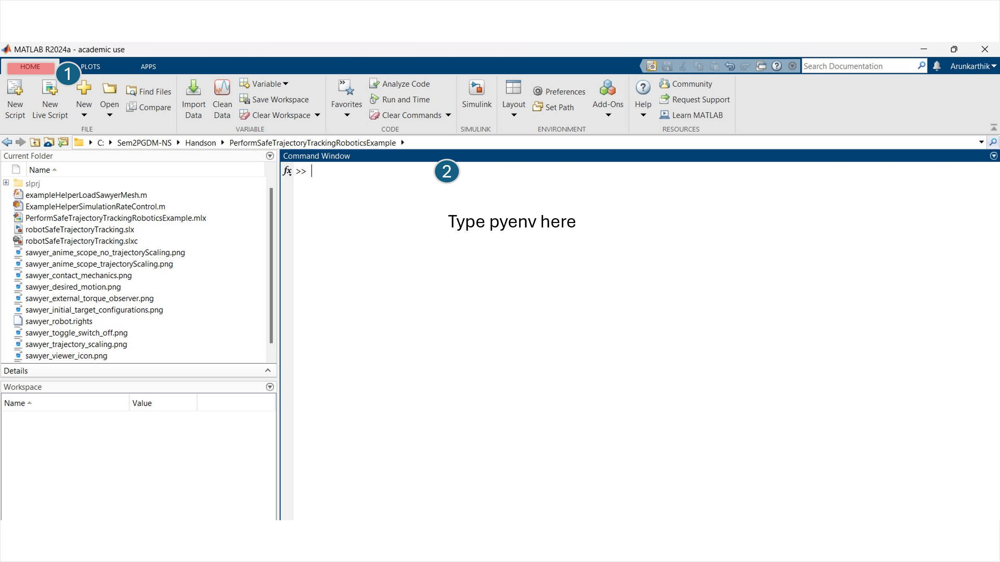 MATLAB R2024a - academic use
HOME
1
PLOTS
APPS
Search Documentation
Arunkarthik
New Script
New Live Script
New
Open
Find Files
Compare
FILE
Import Data
Clean Data
Variable
Save Workspace
Clear Workspace
VARIABLE
Favorites
Analyze Code
Run and Time
Clear Commands
CODE
Simulink
SIMULINK
Layout
Preferences
Set Path
Add-Ons
ENVIRONMENT
Help
Community
Request Support
Learn MATLAB
RESOURCES
C: Sem2PGDM-NS Handson PerformSafeTrajectoryTrackingRoboticsExample
Current Folder
Name
slprj
exampleHelperLoadSawyerMesh.m
ExampleHelperSimulationRateControl.m
PerformSafeTrajectoryTrackingRoboticsExample.mlx
robotSafeTrajectoryTracking.slx
robotSafeTrajectoryTracking.slxc
sawyer_anime_scope_no_trajectoryScaling.png
sawyer_anime_scope_trajectoryScaling.png
sawyer_contact_mechanics.png
sawyer_desired_motion.png
sawyer_external_torque_observer.png
sawyer_initial_target_configurations.png
sawyer_robot.rights
sawyer_toggle_switch_off.png
sawyer_trajectory_scaling.png
sawyer_viewer_icon.png
Details
Workspace
Name
Value
Command Window
fx >>
2
Type pyenv here